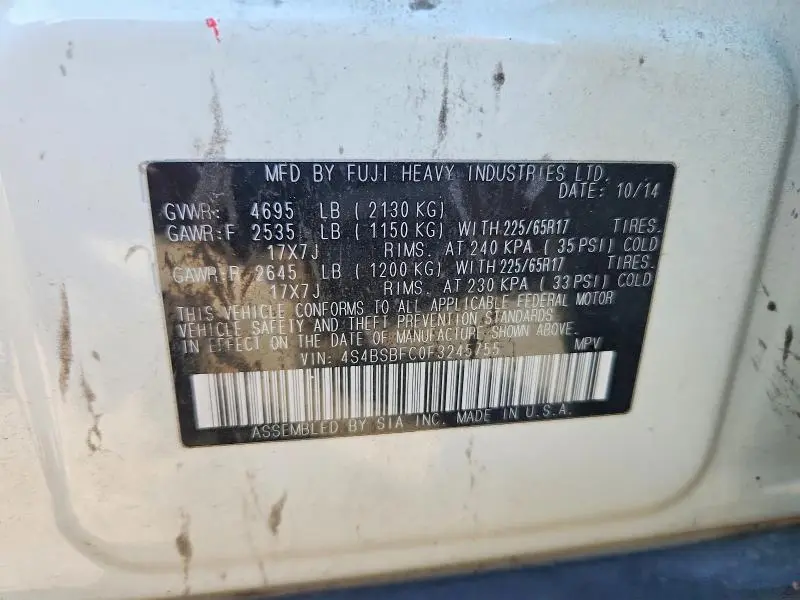 MFD BY FUJI HEAVY INDUSTRIES LTD.
DATE: 10/14
GVWR: 4695 LB ( 2130 KG)
GAWR:F 2535 LB ( 1150 KG) WITH 225/65R17 TIRES.
17X7J RIMS. AT 240 KPA ( 35 PSI) COLD
GAWR:R 2645 LB ( 1200 KG) WITH 225/65R17 TIRES.
17X7J RIMS. AT 230 KPA ( 33 PSI) COLD
THIS VEHICLE CONFORMS TO ALL APPLICABLE FEDERAL MOTOR
VEHICLE SAFETY AND THEFT PREVENTION STANDARDS
IN EFFECT ON THE DATE OF MANUFACTURE SHOWN ABOVE.
VIN: 4S4BSBFC0F3245755 MPV
ASSEMBLED BY SIA INC. MADE IN U.S.A.